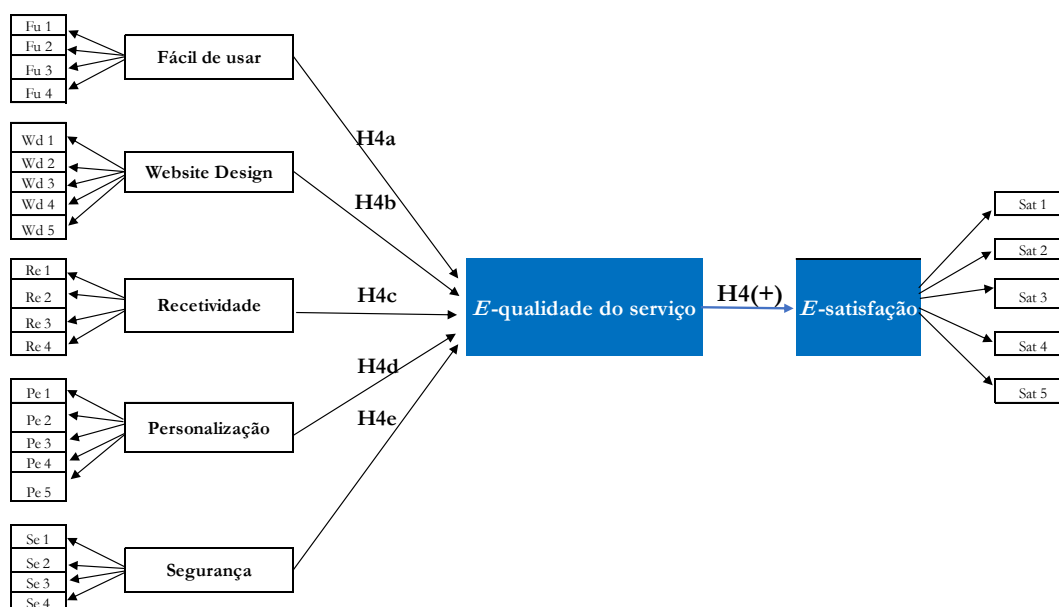 Fu 1
Fu 2
Fu 3
Fu 4
Fácil de usar
H4a
Wd 1
Wd 2
Wd 3
Wd 4
Wd 5
Website Design
H4b
Re 1
Re 2
Re 3
Re 4
Recetividade
H4c
Pe 1
Pe 2
Pe 3
Pe 4
Pe 5
Personalização
H4d
Se 1
Se 2
Se 3
Se 4
Segurança
H4e
E-qualidade do serviço
H4(+)
E-satisfação
Sat 1
Sat 2
Sat 3
Sat 4
Sat 5